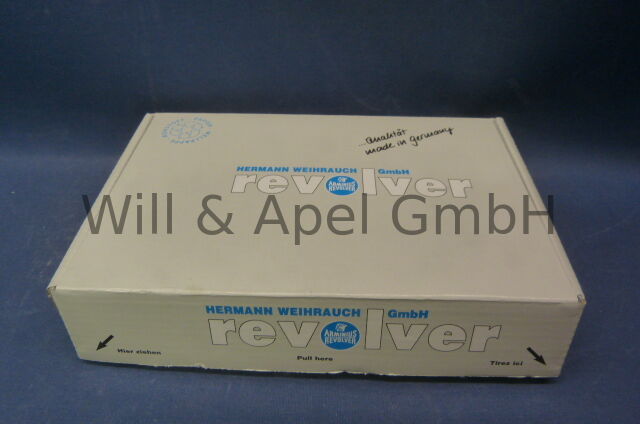 ...Qualität
made in germany
HERMANN WEIHRAUCH GmbH
revolver
ARMINIUS
REVOLVER
Will & Apel GmbH
HERMANN WEIHRAUCH GmbH
revolver
ARMINIUS
REVOLVER
Hier ziehen
Pull here
Tirez ici